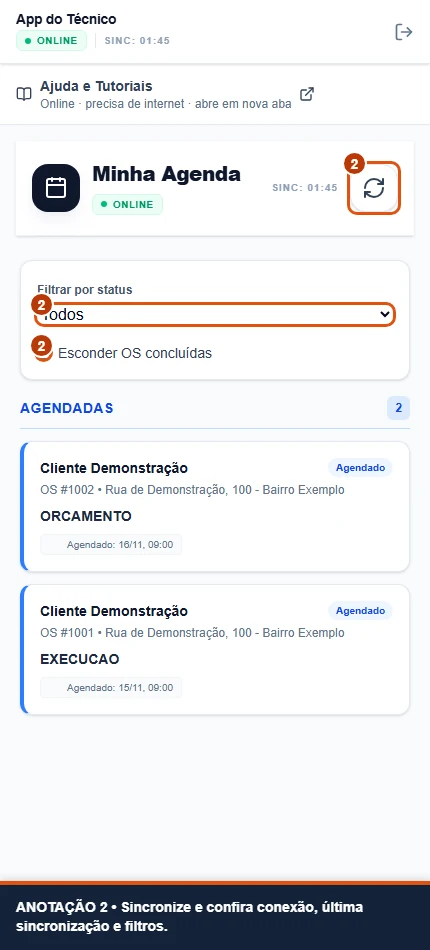 App do Técnico
ONLINE SINC: 01:45
Ajuda e Tutoriais
Online · precisa de internet · abre em nova aba
2
Minha Agenda
SINC: 01:45
ONLINE
Filtrar por status
2
Todos
2
Esconder OS concluídas
AGENDADAS 2
Cliente Demonstração Agendado
OS #1002 • Rua de Demonstração, 100 - Bairro Exemplo
ORCAMENTO
Agendado: 16/11, 09:00
Cliente Demonstração Agendado
OS #1001 • Rua de Demonstração, 100 - Bairro Exemplo
EXECUCAO
Agendado: 15/11, 09:00
ANOTAÇÃO 2 • Sincronize e confira conexão, última
sincronização e filtros.